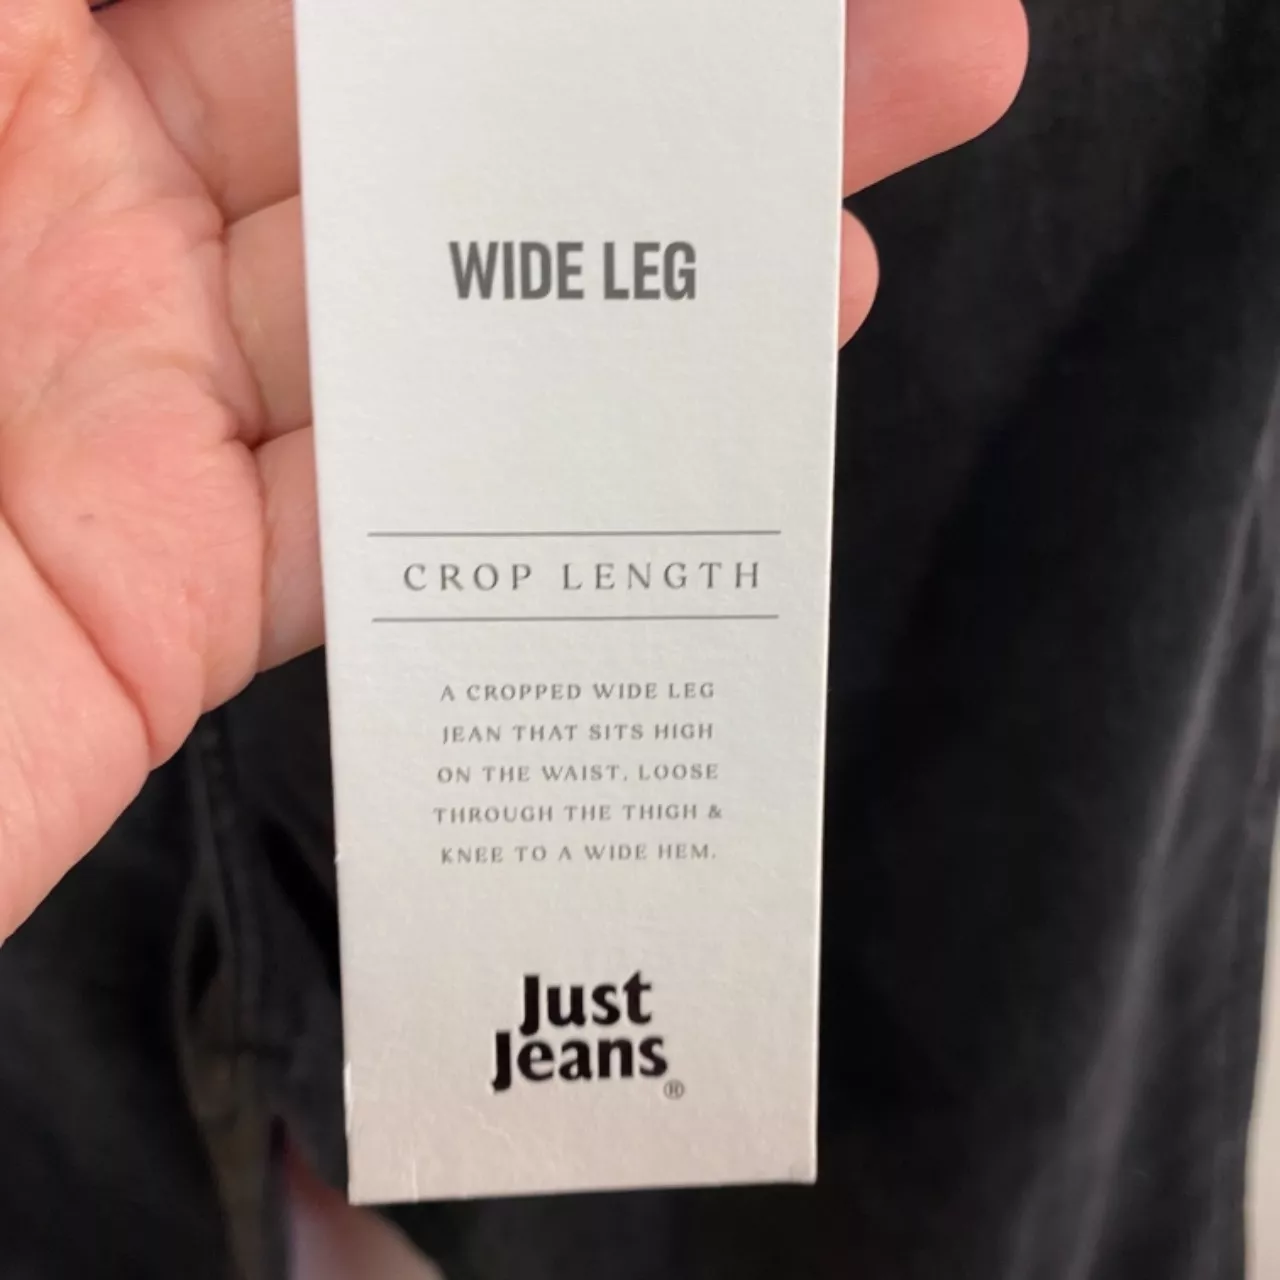 WIDE LEG
CROP LENGTH
A CROPPED WIDE LEG
JEAN THAT SITS HIGH
ON THE WAIST, LOOSE
THROUGH THE THIGH &
KNEE TO A WIDE HEM.
Just
Jeans®